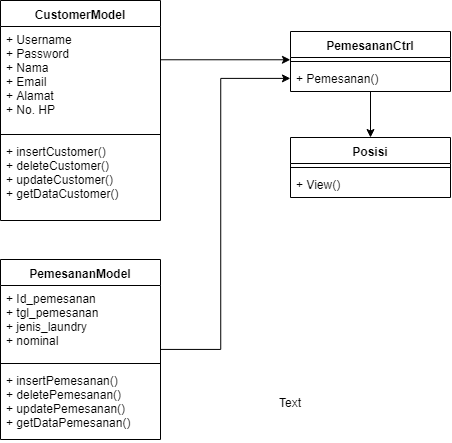 CustomerModel
+ Username
+ Password
+ Nama
+ Email
+ Alamat
+ No. HP
+ insertCustomer()
+ deleteCustomer()
+ updateCustomer()
+ getDataCustomer()
PemesananCtrl
+ Pemesanan()
Posisi
+ View()
PemesananModel
+ Id_pemesanan
+ tgl_pemesanan
+ jenis_laundry
+ nominal
+ insertPemesanan()
+ deletePemesanan()
+ updatePemesanan()
+ getDataPemesanan()
Text